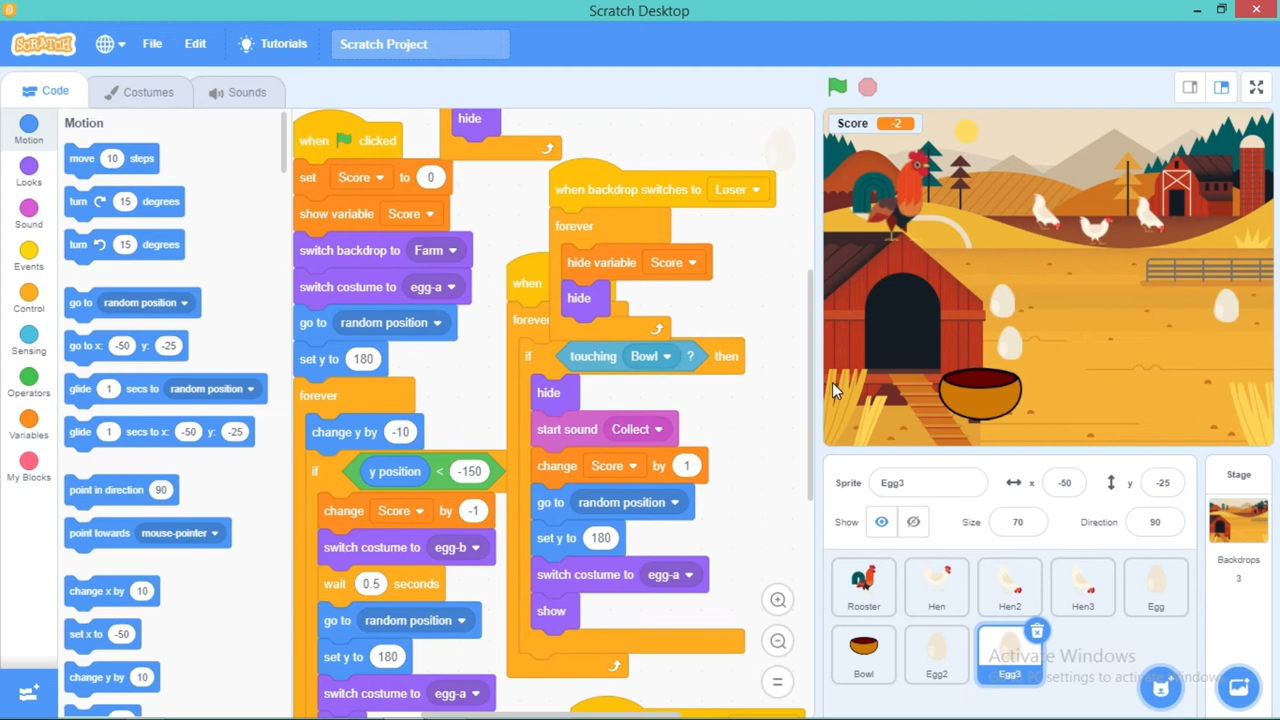 Scratch Desktop
SCRATCH File Edit Tutorials Scratch Project
Code Costumes Sounds
Motion
Looks
Sound
Events
Control
Sensing
Operators
Variables
My Blocks
Motion
move 10 steps
turn 15 degrees
turn 15 degrees
go to random position
go to x: -50 y: -25
glide 1 secs to random position
glide 1 secs to x: -50 y: -25
point in direction 90
point towards mouse-pointer
change x by 10
set x to -50
change y by 10
when clicked
set Score to 0
show variable Score
switch backdrop to Farm
switch costume to egg-a
go to random position
set y to 180
forever
change y by -10
if y position < -150
change Score by -1
switch costume to egg-b
wait 0.5 seconds
go to random position
set y to 180
switch costume to egg-a
hide
when backdrop switches to Loser
forever
hide variable Score
hide
when
forever
if touching Bowl ? then
hide
start sound Collect
change Score by 1
go to random position
set y to 180
switch costume to egg-a
show
Score -2
Sprite Egg3 x -50 y -25
Show Size 70 Direction 90
Rooster Hen Hen2 Hen3 Egg
Bowl Egg2 Egg3
Stage
Backdrops
3
Activate Windows